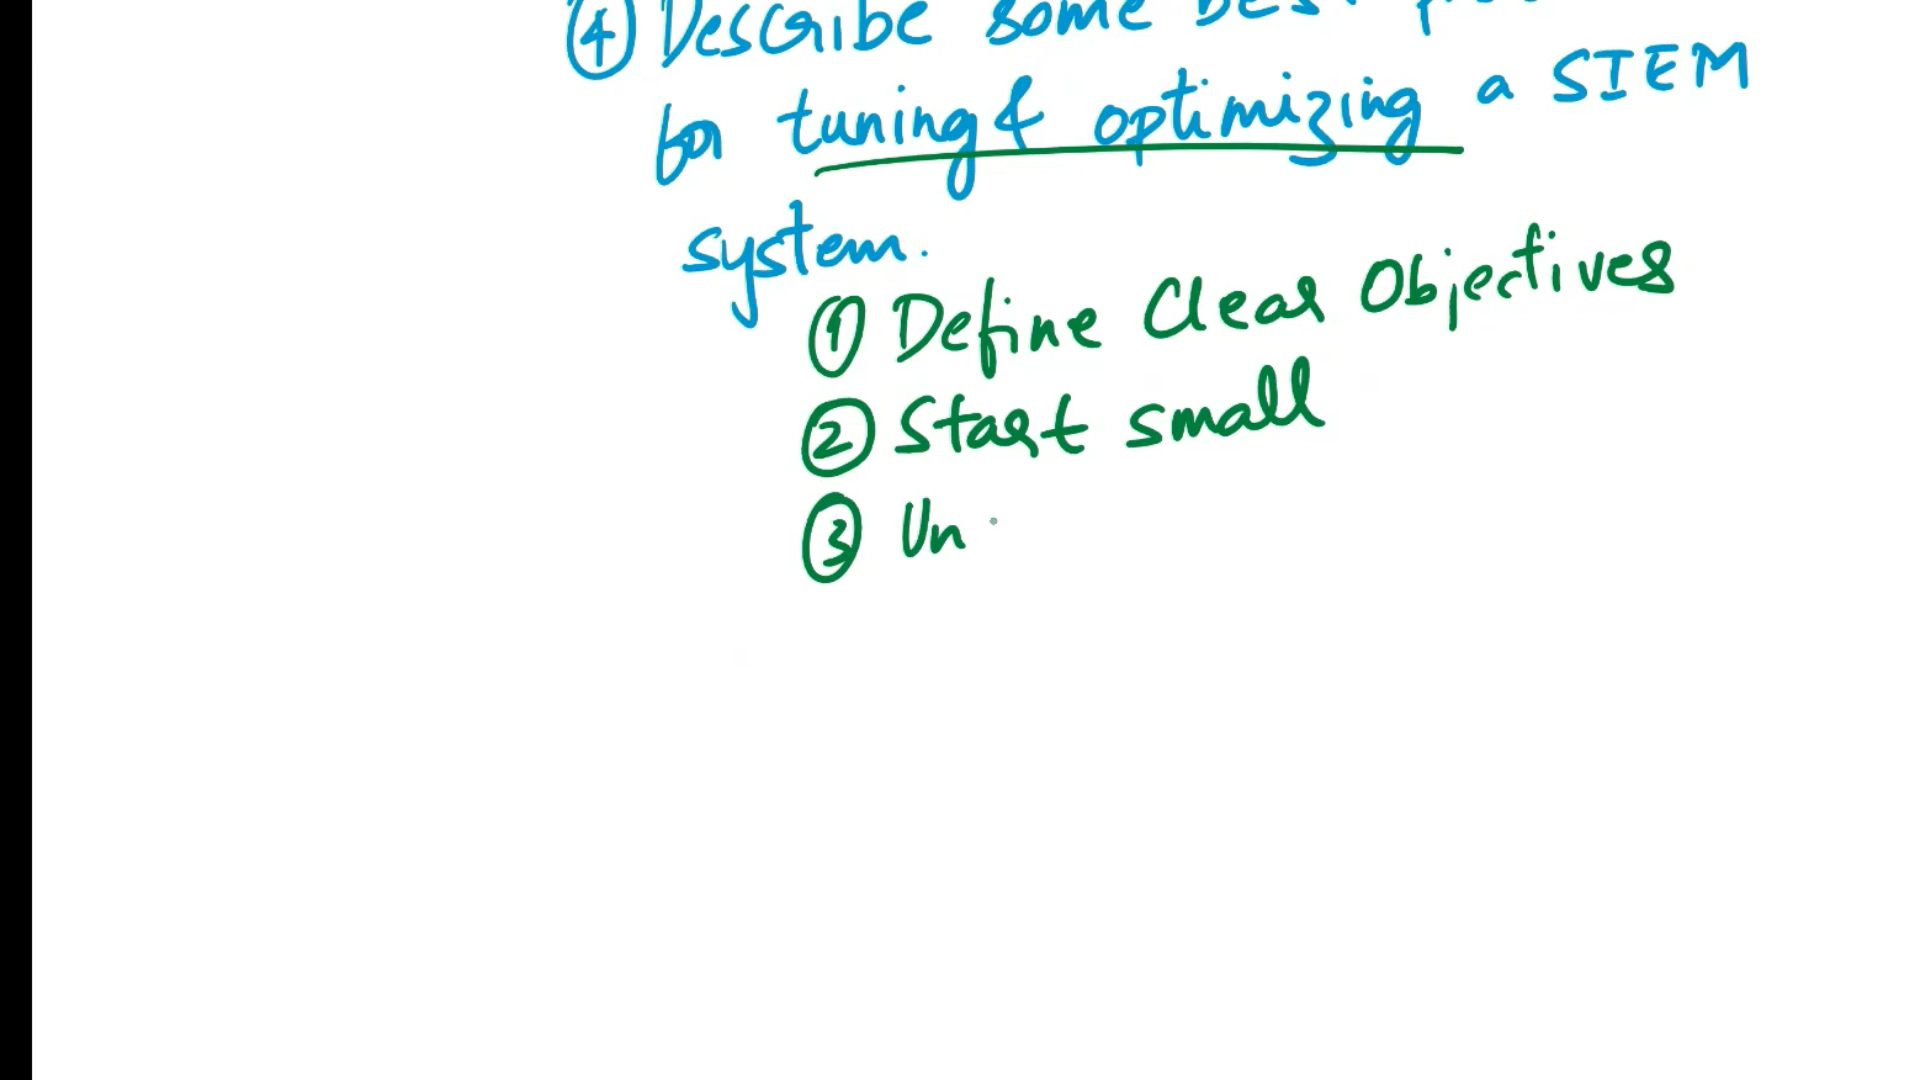 ④ Describe some
for tuning & optimizing a SIEM
system.
① Define Clear Objectives
② Start small
③ Un